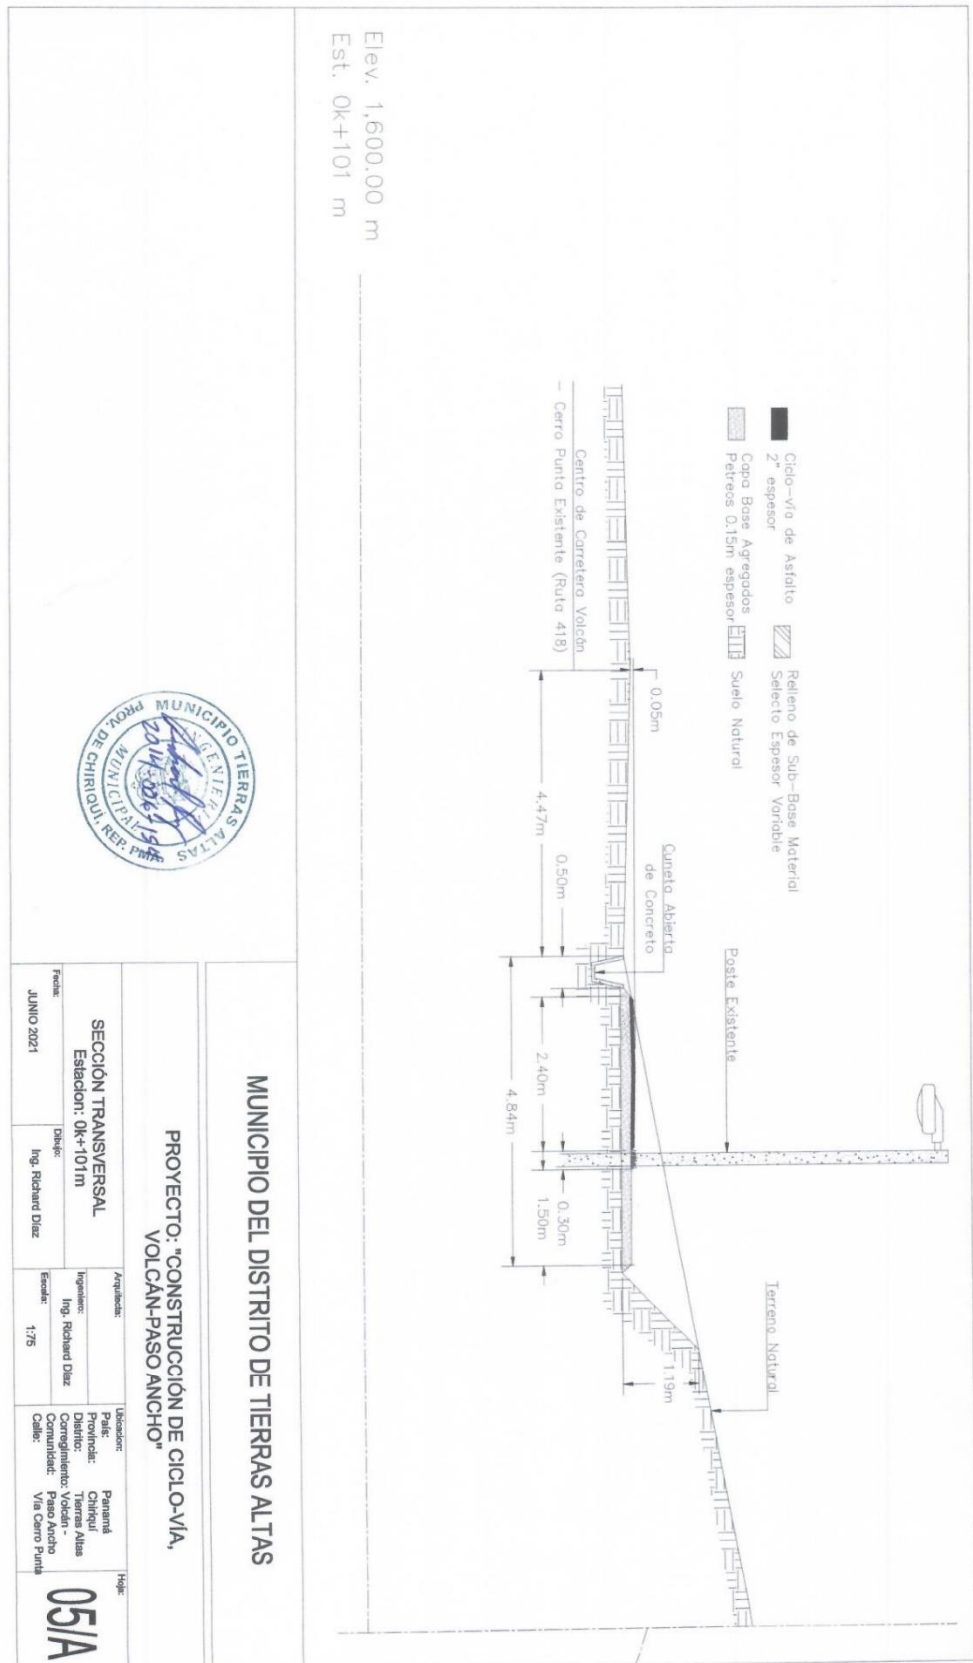 Ciclo-vía de Asfalto
2" espesor
Capa Base Agregados
Petreos 0.15m espesor
Relleno de Sub-Base Material
Selecto Espesor Variable
Suelo Natural
Poste Existente
Terreno Natural
Cuneta Abierta
de Concreto
Centro de Carretera Volcán
- Cerro Punta Existente (Ruta 418)
0.05m
4.47m
0.50m
2.40m
4.84m
0.30m
1.50m
1.19m
Elev. 1,600.00 m
Est. 0k+101 m
MUNICIPIO TIERRAS ALTAS
INGENIERÍA
MUNICIPAL
PROV. DE CHIRIQUÍ, REP. PMÁ
MUNICIPIO DEL DISTRITO DE TIERRAS ALTAS
PROYECTO: "CONSTRUCCIÓN DE CICLO-VÍA,
VOLCÁN-PASO ANCHO"
SECCIÓN TRANSVERSAL
Estacion: 0k+101m
Fecha:
JUNIO 2021
Dibujo:
Ing. Richard Díaz
Arquitecto:
Ingeniero:
Ing. Richard Díaz
Escala:
1:75
Ubicacion:
País: Panamá
Provincia: Chiriquí
Distrito: Tierras Altas
Corregimiento: Volcán -
Comunidad: Paso Ancho
Calle: Vía Cerro Punta
Hoja:
05/A